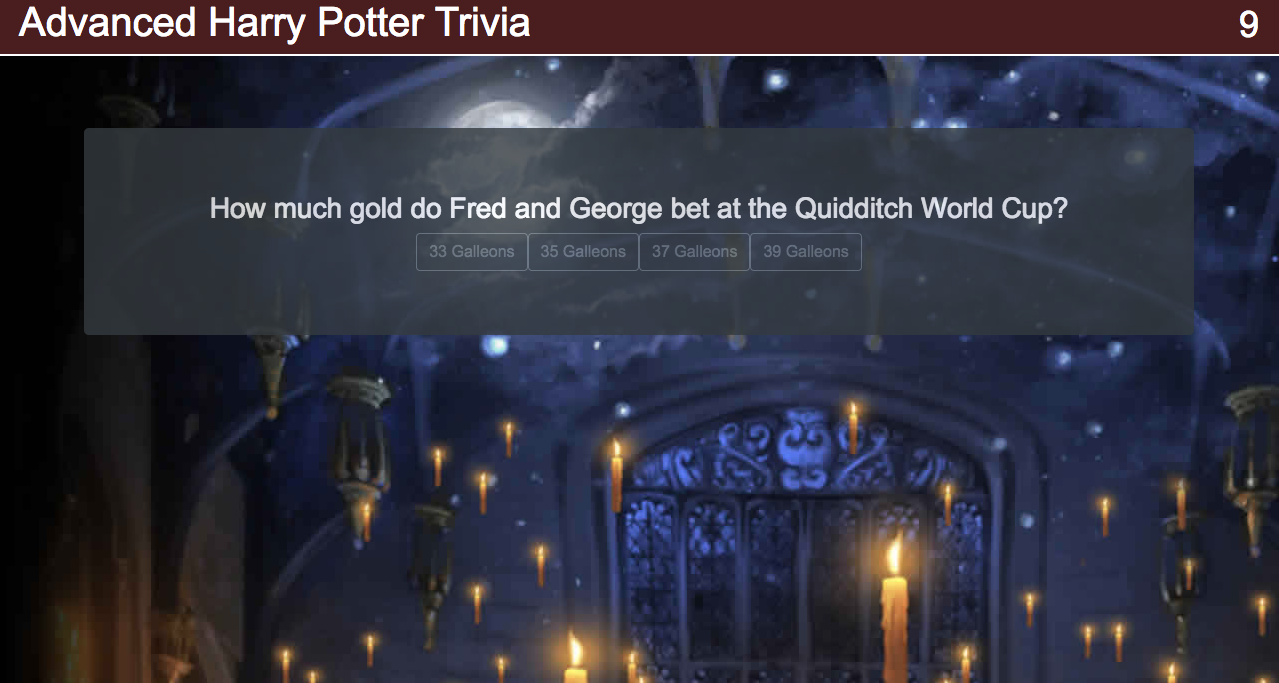 Advanced Harry Potter Trivia 9
How much gold do Fred and George bet at the Quidditch World Cup?
33 Galleons 35 Galleons 37 Galleons 39 Galleons